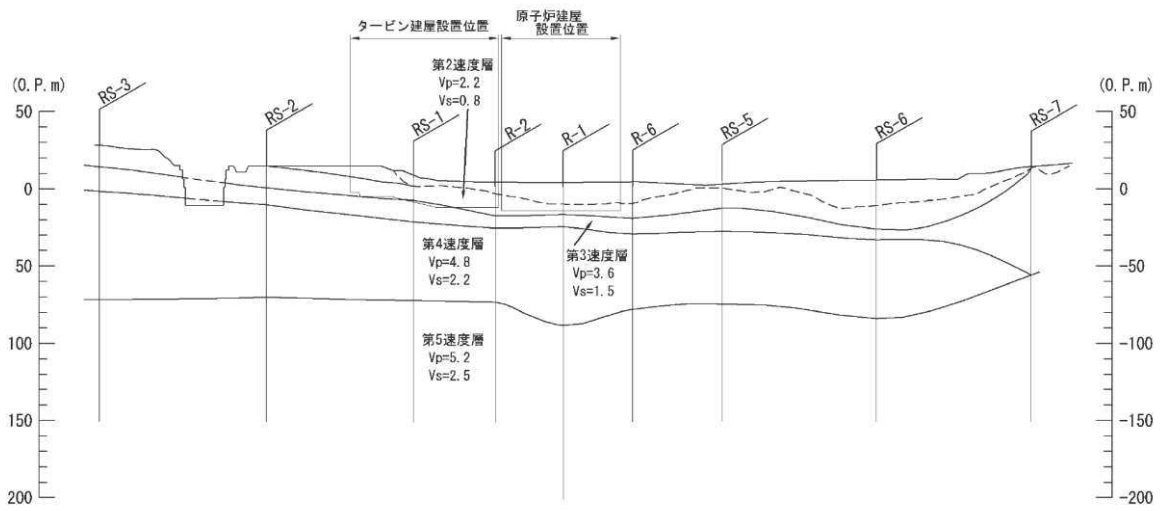 タービン建屋設置位置
原子炉建屋
設置位置
(O.P.m)
(O.P.m)
RS-3
RS-2
RS-1
R-2
R-1
R-6
RS-5
RS-6
RS-7
第2速度層
Vp=2.2
Vs=0.8
第3速度層
Vp=3.6
Vs=1.5
第4速度層
Vp=4.8
Vs=2.2
第5速度層
Vp=5.2
Vs=2.5
50
0
50
100
150
200
50
0
-50
-100
-150
-200